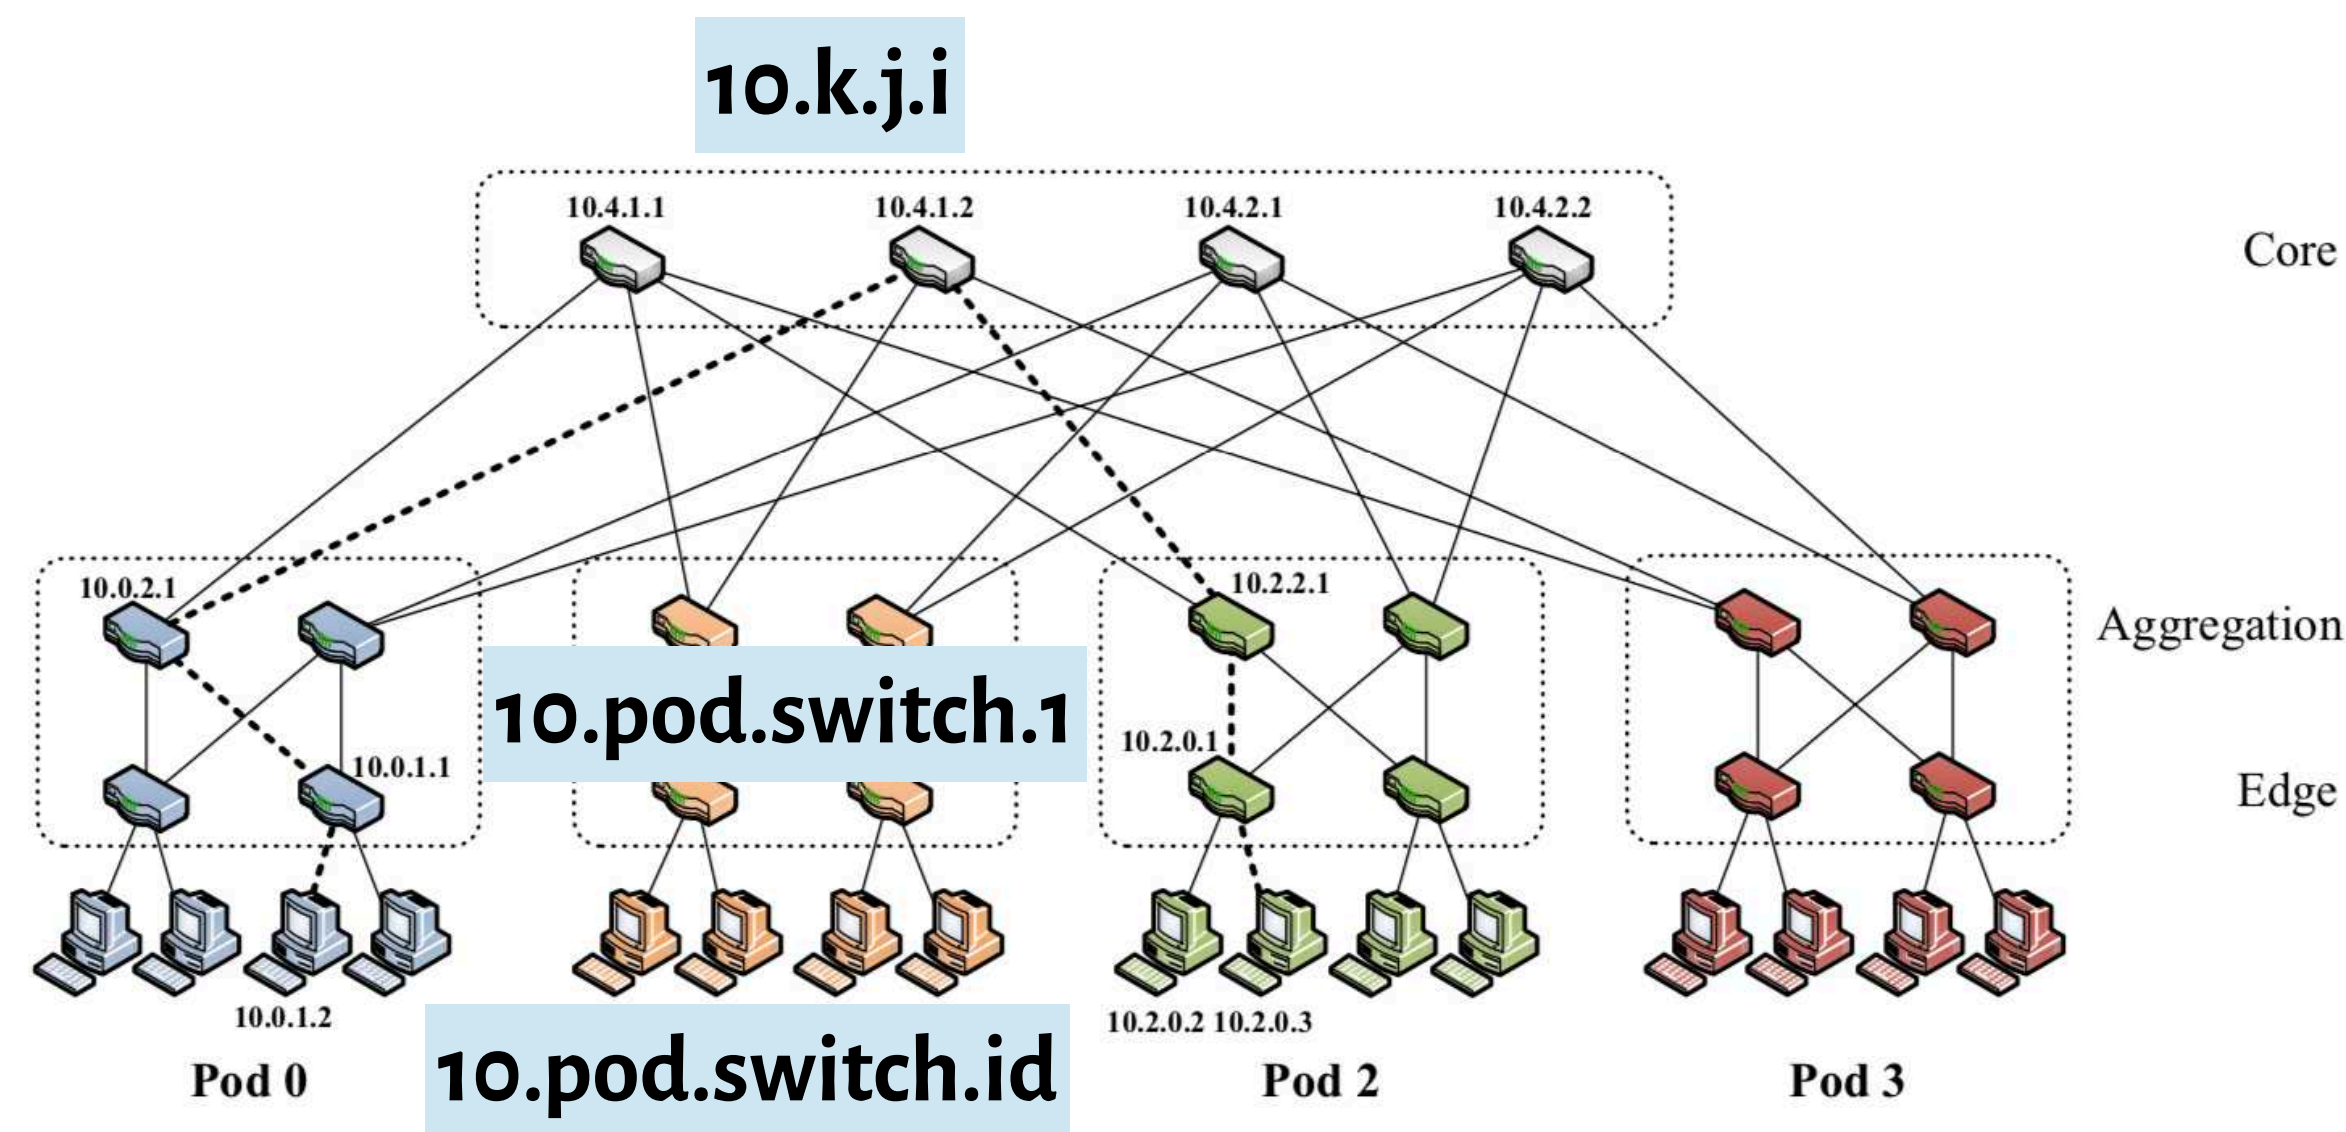 10.k.j.i
10.4.1.1 10.4.1.2 10.4.2.1 10.4.2.2
Core
10.0.2.1
10.2.2.1
Aggregation
10.pod.switch.1
10.2.0.1
10.0.1.1
Edge
10.0.1.2
10.2.0.2 10.2.0.3
10.pod.switch.id
Pod 0
Pod 2
Pod 3